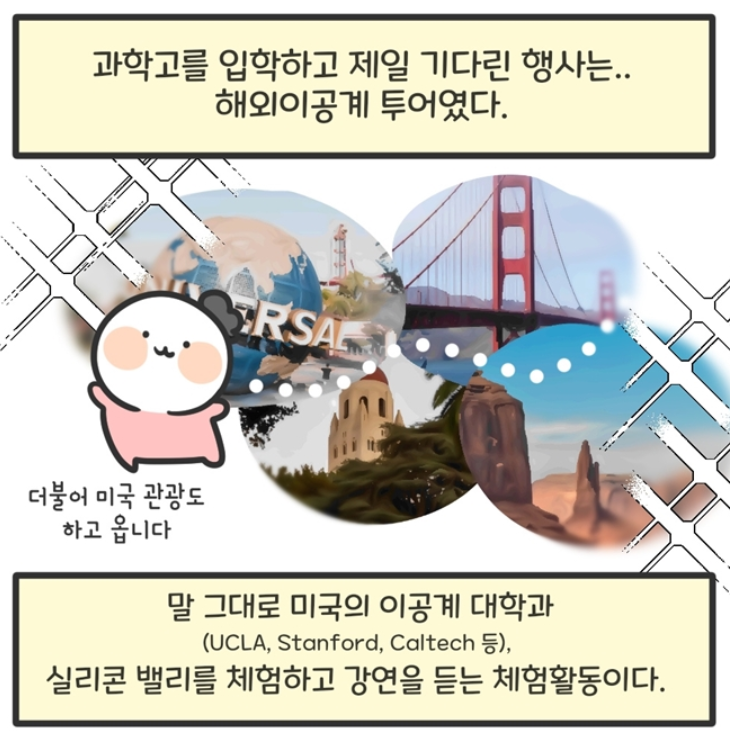 과학고를 입학하고 제일 기다린 행사는..
해외이공계 투어였다.
UNIVERSAL
더불어 미국 관광도
하고 옵니다
말 그대로 미국의 이공계 대학과
(UCLA, Stanford, Caltech 등),
실리콘 밸리를 체험하고 강연을 듣는 체험활동이다.